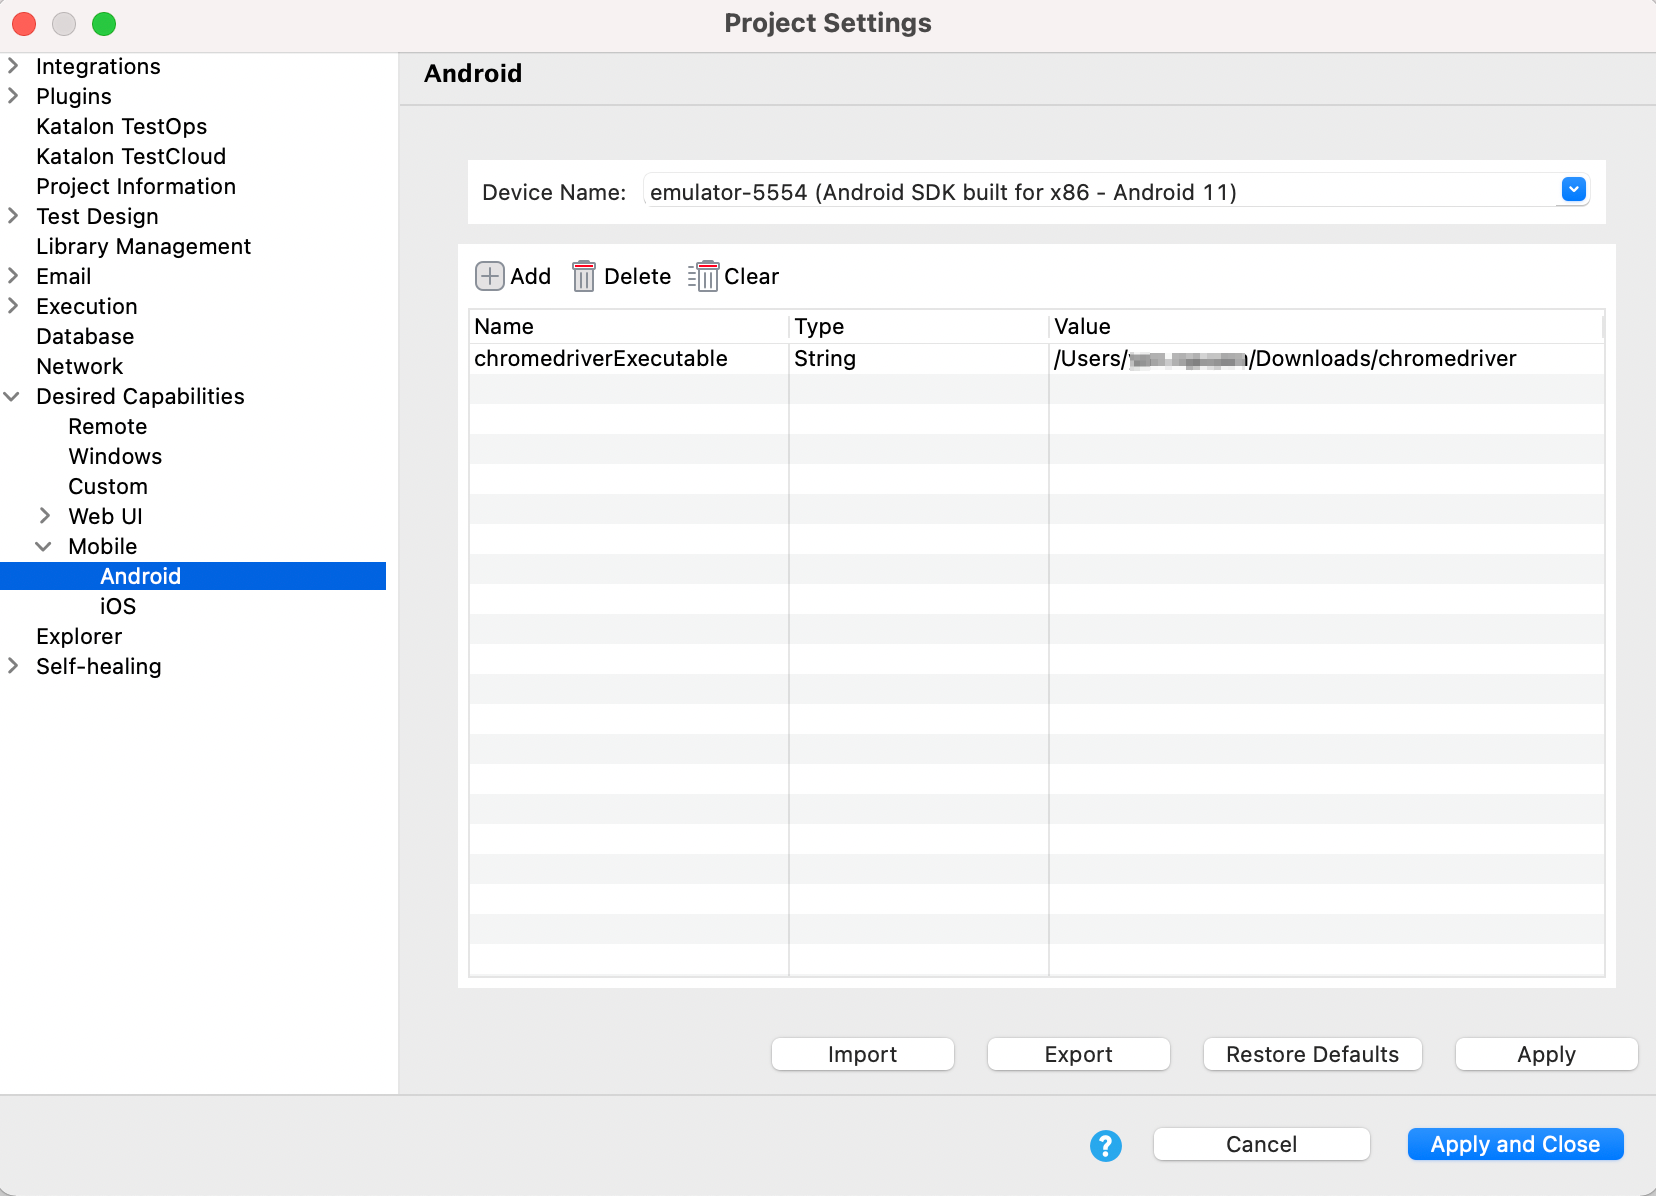 Project Settings
Integrations
Plugins
Katalon TestOps
Katalon TestCloud
Project Information
Test Design
Library Management
Email
Execution
Database
Network
Desired Capabilities
Remote
Windows
Custom
Web UI
Mobile
Android
iOS
Explorer
Self-healing
Android
Device Name: emulator-5554 (Android SDK built for x86 - Android 11)
Add Delete Clear
Name Type Value
chromedriverExecutable String /Users/ /Downloads/chromedriver
Import Export Restore Defaults Apply
? Cancel Apply and Close